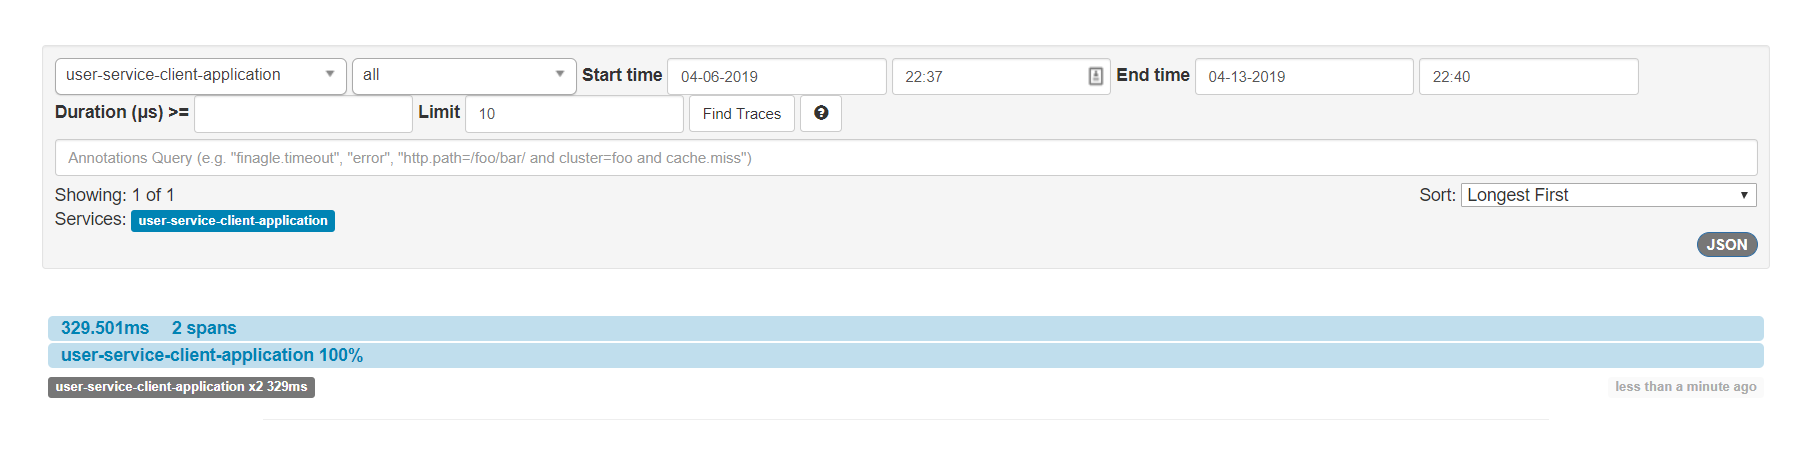 user-service-client-application all Start time 04-06-2019 22:37 End time 04-13-2019 22:40
Duration (µs) >= Limit 10 Find Traces ?
Annotations Query (e.g. "finagle.timeout", "error", "http.path=/foo/bar/ and cluster=foo and cache.miss")
Showing: 1 of 1 Sort: Longest First
Services: user-service-client-application
JSON
329.501ms 2 spans
user-service-client-application 100%
user-service-client-application x2 329ms less than a minute ago